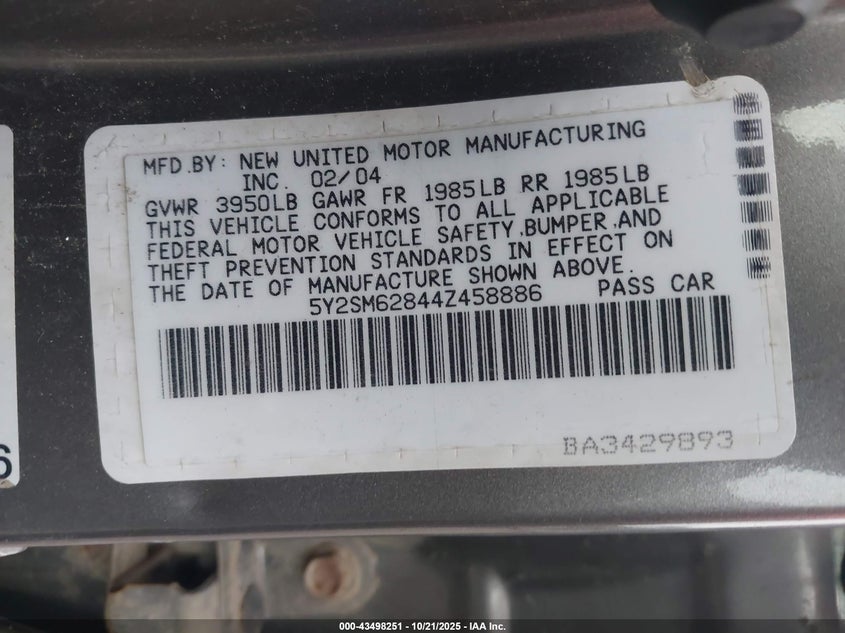 MFD.BY: NEW UNITED MOTOR MANUFACTURING
INC. 02/04
GVWR 3950LB GAWR FR 1985LB RR 1985LB
THIS VEHICLE CONFORMS TO ALL APPLICABLE
FEDERAL MOTOR VEHICLE SAFETY,BUMPER,AND
THEFT PREVENTION STANDARDS IN EFFECT ON
THE DATE OF MANUFACTURE SHOWN ABOVE.
5Y2SM62844Z458886 PASS CAR
BA3429893
6
000-43498251 - 10/21/2025 - IAA Inc.